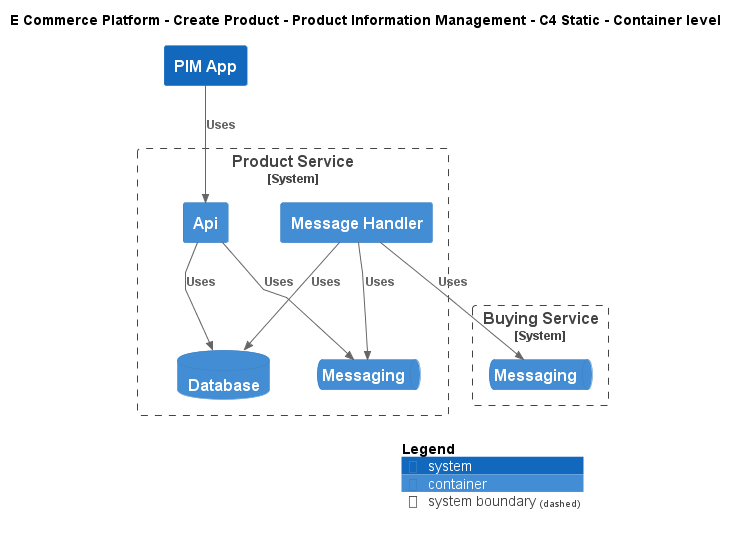 E Commerce Platform - Create Product - Product Information Management - C4 Static - Container level
PIM App
Uses
Product Service
[System]
Api
Message Handler
Uses
Uses
Uses
Uses
Uses
Buying Service
[System]
Database
Messaging
Messaging
Legend
system
container
system boundary (dashed)